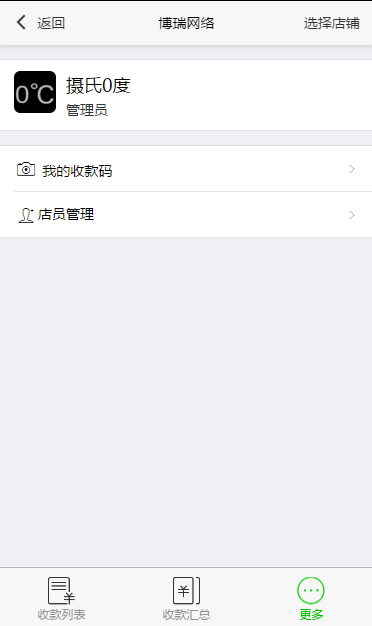 返回 博瑞网络 选择店铺
0℃ 摄氏0度
管理员
我的收款码
店员管理
收款列表 收款汇总 更多